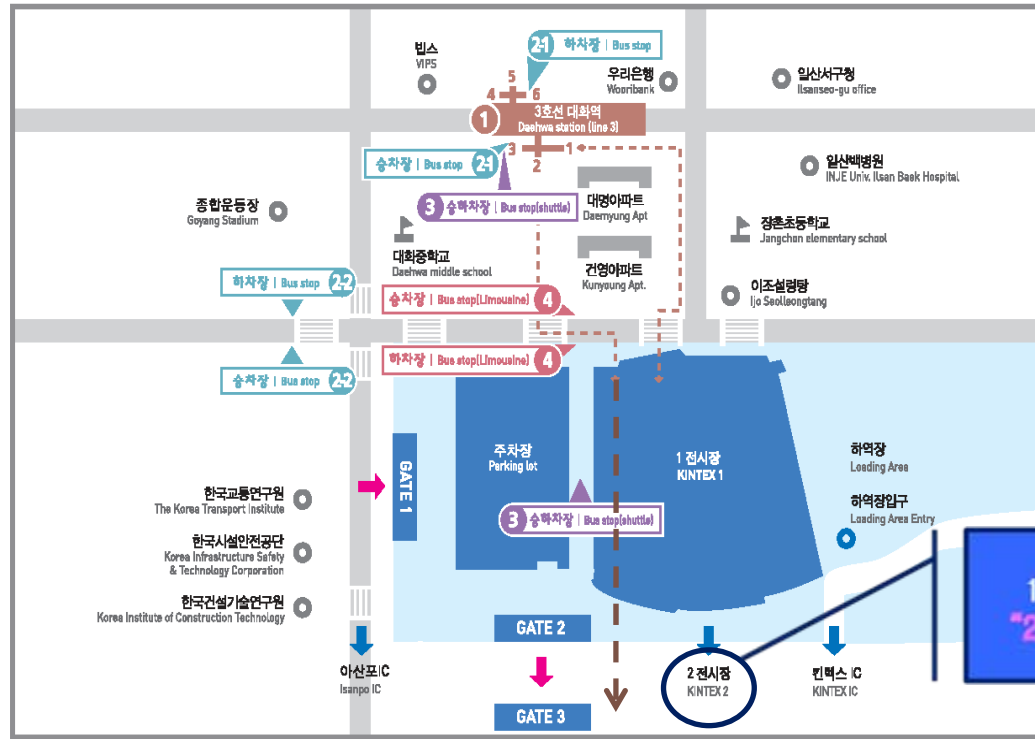 빕스
VIPS
2-1 하차장 | Bus stop
우리은행
Wooribank
일산서구청
Ilsanseo-gu office
5
4 6
1 3호선 대화역
Daehwa station (line 3)
3 1
2
승차장 | Bus stop 2-1
3 승하차장 | Bus stop(shuttle)
대명아파트
Daemyung Apt
일산백병원
INJE Univ. Ilsan Baek Hospital
종합운동장
Goyang Stadium
대화중학교
Daehwa middle school
건영아파트
Kunyoung Apt.
장촌초등학교
Jangchon elementary school
이조설렁탕
Ijo Seolleongtang
하차장 | Bus stop 2-2
승차장 | Bus stop(Limousine) 4
하차장 | Bus stop(Limousine) 4
승차장 | Bus stop 2-2
GATE 1
주차장
Parking lot
1 전시장
KINTEX 1
하역장
Loading Area
하역장입구
Loading Area Entry
3 승하차장 | Bus stop(shuttle)
한국교통연구원
The Korea Transport Institute
한국시설안전공단
Korea Infrastructure Safety
& Technology Corporation
한국건설기술연구원
Korea Institute of Construction Technology
GATE 2
아산포IC
Isanpo IC
2 전시장
KINTEX 2
킨텍스 IC
KINTEX IC
GATE 3
1
"2